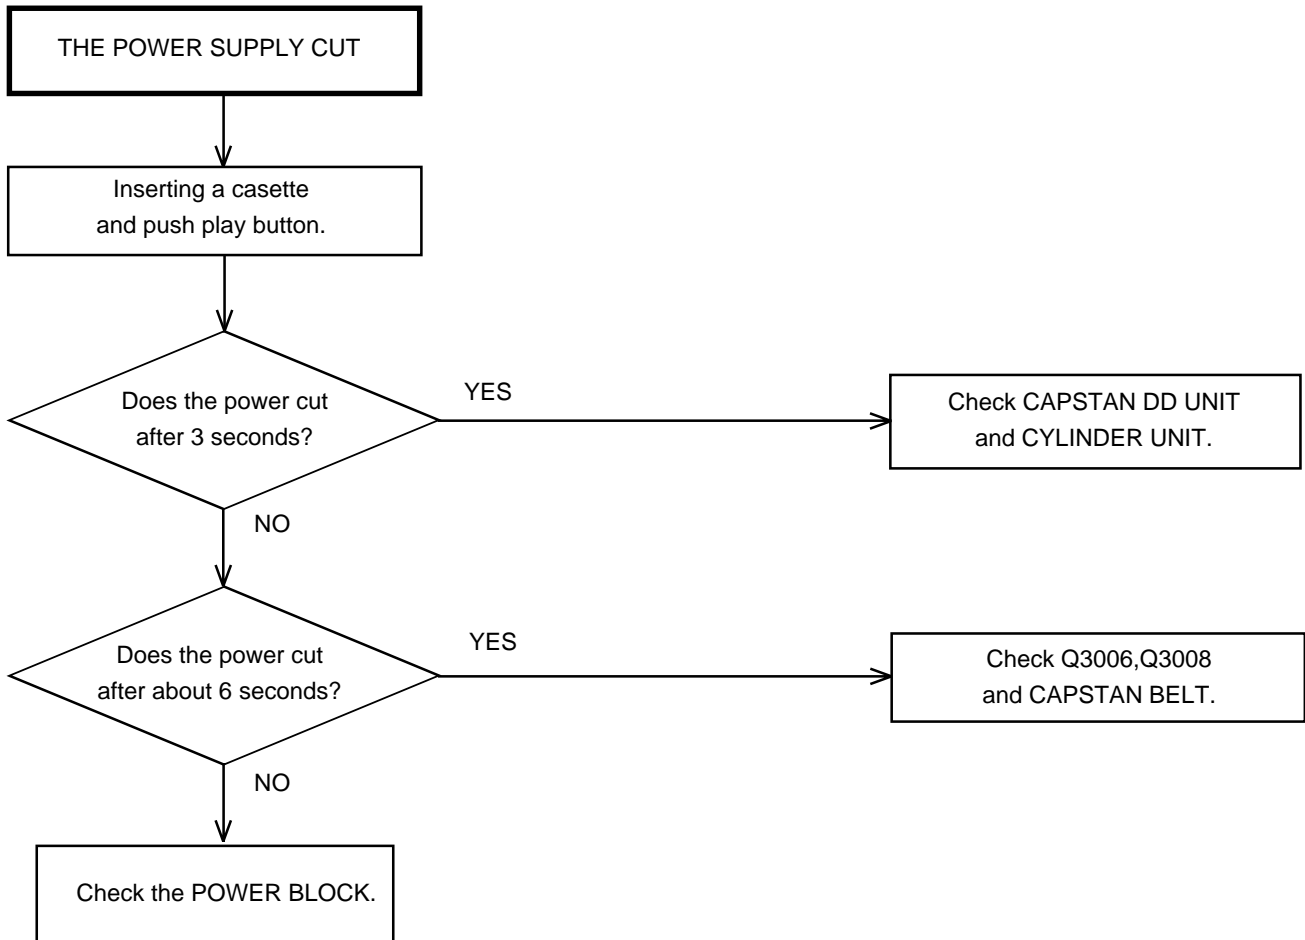 THE POWER SUPPLY CUT
Inserting a casette
and push play button.
Does the power cut
after 3 seconds?
YES
Check CAPSTAN DD UNIT
and CYLINDER UNIT.
NO
Does the power cut
after about 6 seconds?
YES
Check Q3006,Q3008
and CAPSTAN BELT.
NO
Check the POWER BLOCK.